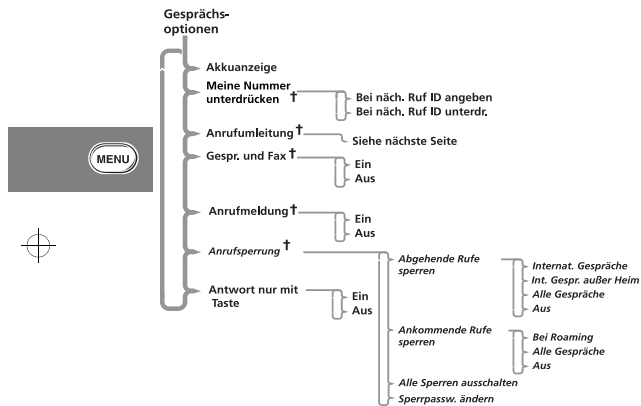 Gesprächs-
optionen
Akkuanzeige
Meine Nummer
unterdrücken †
Bei näch. Ruf ID angeben
Bei näch. Ruf ID unterdr.
Anrufumleitung †
Siehe nächste Seite
Gespr. und Fax †
Ein
Aus
MENU
Anrufmeldung †
Ein
Aus
Anrufsperrung †
Abgehende Rufe
sperren
Internat. Gespräche
Int. Gespr. außer Heim
Alle Gespräche
Aus
Ankommende Rufe
sperren
Bei Roaming
Alle Gespräche
Aus
Alle Sperren ausschalten
Sperrpassw. ändern
Antwort nur mit
Taste
Ein
Aus